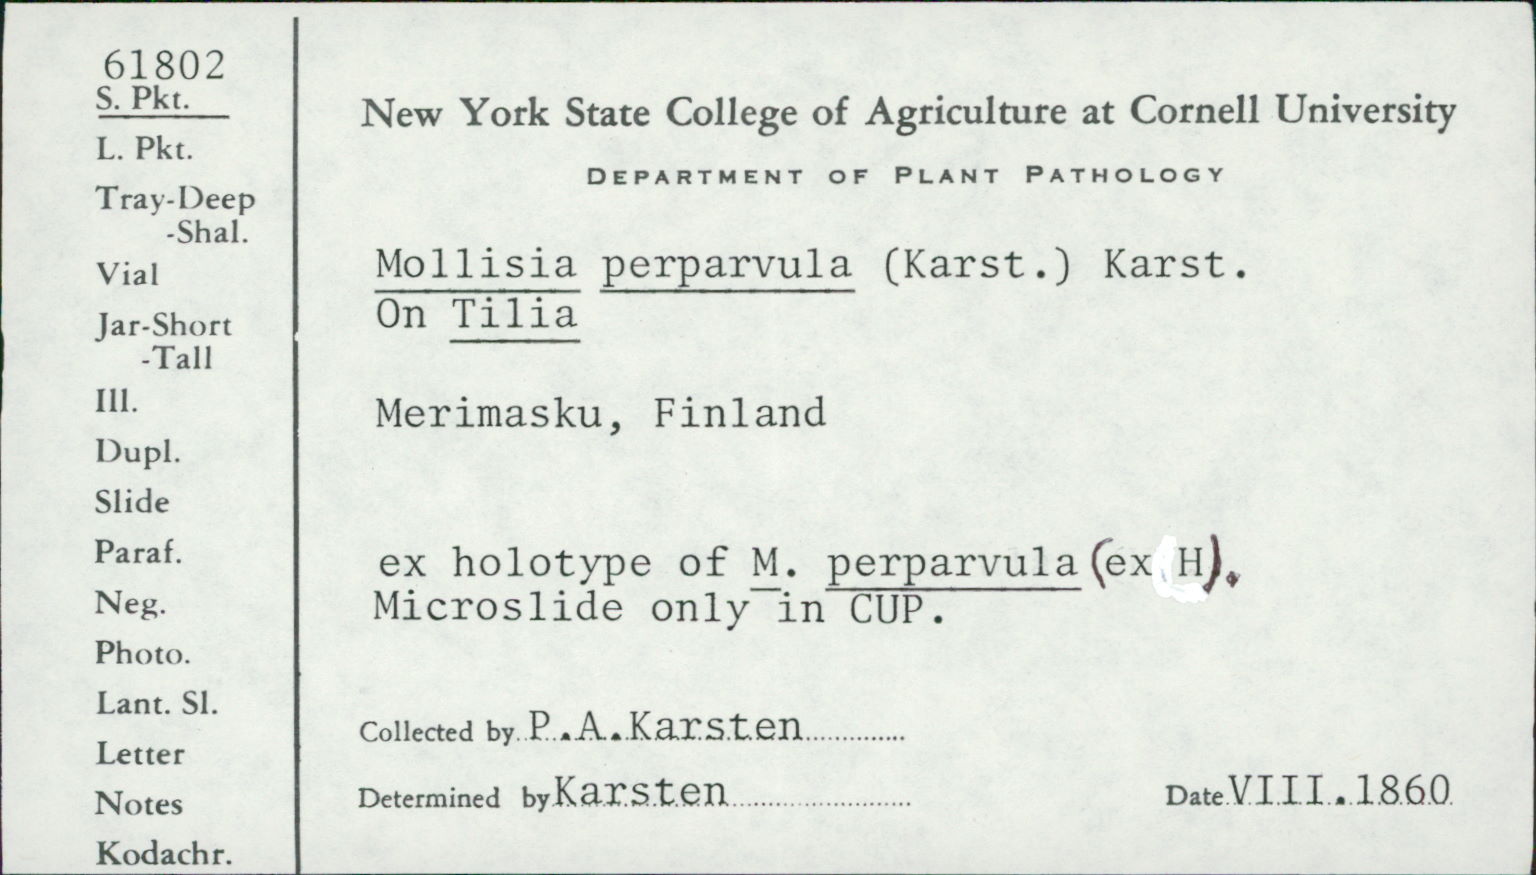 61802
S. Pkt.
L. Pkt.
Tray-Deep
-Shal.
Vial
Jar-Short
-Tall
Ill.
Dupl.
Slide
Paraf.
Neg.
Photo.
Lant. Sl.
Letter
Notes
Kodachr.
New York State College of Agriculture at Cornell University
DEPARTMENT OF PLANT PATHOLOGY
Mollisia perparvula (Karst.) Karst.
On Tilia
Merimasku, Finland
ex holotype of M. perparvula (ex H).
Microslide only in CUP.
Collected by P.A.Karsten
Determined by Karsten
Date VIII.1860